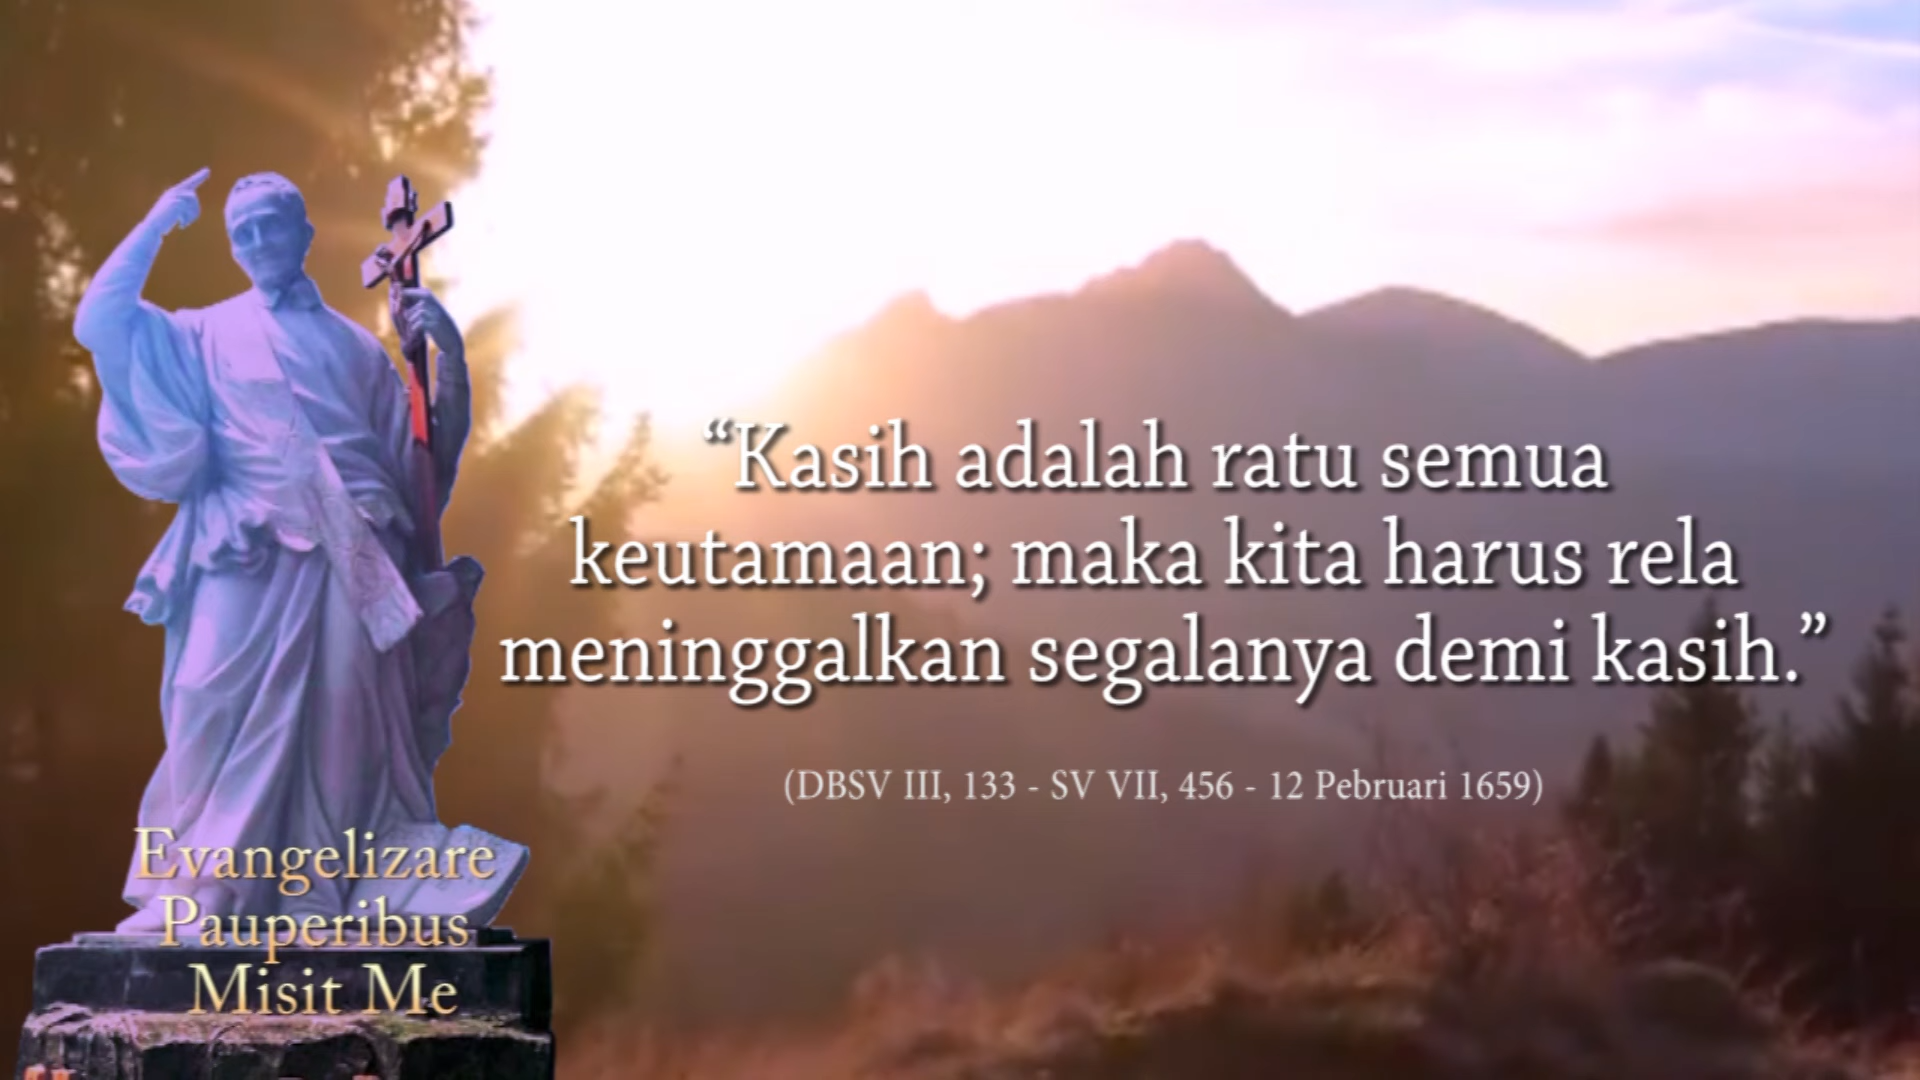 “Kasih adalah ratu semua
keutamaan; maka kita harus rela
meninggalkan segalanya demi kasih.”
(DBSV III, 133 - SV VII, 456 - 12 Pebruari 1659)
Evangelizare
Pauperibus
Misit Me